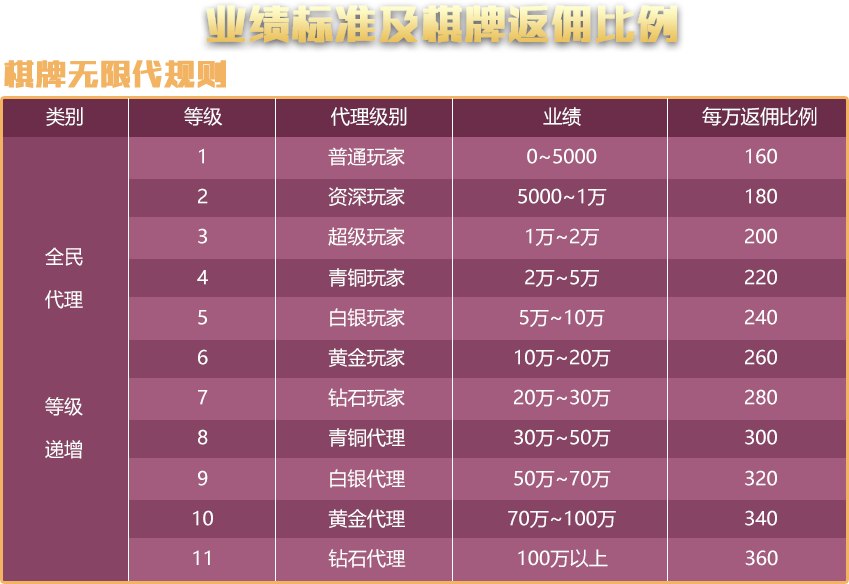 业绩标准及棋牌返佣比例
棋牌无限代规则
类别 等级 代理级别 业绩 每万返佣比例
1 普通玩家 0~5000 160
2 资深玩家 5000~1万 180
3 超级玩家 1万~2万 200
全民
4 青铜玩家 2万~5万 220
代理
5 白银玩家 5万~10万 240
6 黄金玩家 10万~20万 260
7 钻石玩家 20万~30万 280
等级
8 青铜代理 30万~50万 300
递增
9 白银代理 50万~70万 320
10 黄金代理 70万~100万 340
11 钻石代理 100万以上 360